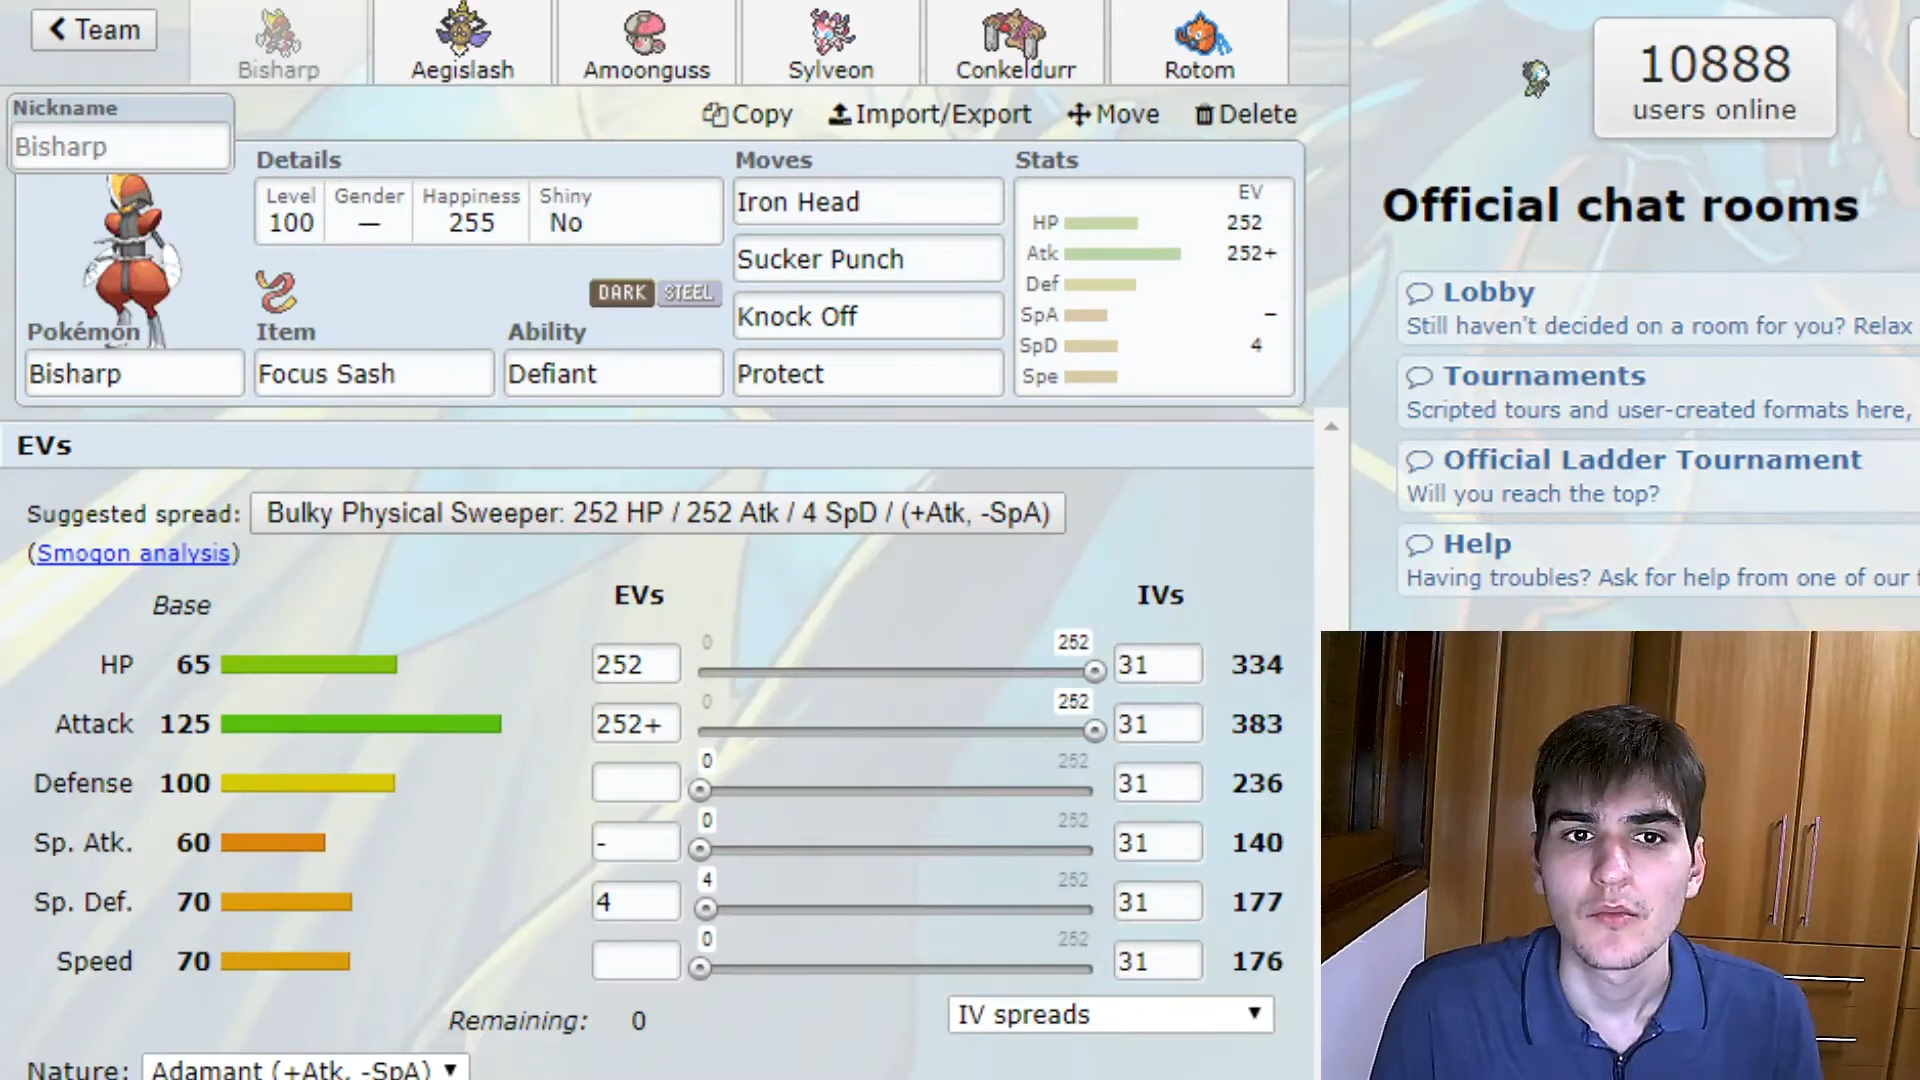 Team
Bisharp
Aegislash
Amoonguss
Sylveon
Conkeldurr
Rotom
10888
users online
Nickname
Bisharp
Copy
Import/Export
Move
Delete
Details
Level
100
Gender
—
Happiness
255
Shiny
No
DARK
STEEL
Pokémon
Bisharp
Item
Focus Sash
Ability
Defiant
Moves
Iron Head
Sucker Punch
Knock Off
Protect
Stats
EV
HP 252
Atk 252+
Def
SpA –
SpD 4
Spe
Official chat rooms
Lobby
Still haven't decided on a room for you? Relax
Tournaments
Scripted tours and user-created formats here,
Official Ladder Tournament
Will you reach the top?
Help
Having troubles? Ask for help from one of our
EVs
Suggested spread: Bulky Physical Sweeper: 252 HP / 252 Atk / 4 SpD / (+Atk, -SpA)
(Smogon analysis)
Base EVs IVs
HP 65 252 0 252 31 334
Attack 125 252+ 0 252 31 383
Defense 100 0 252 31 236
Sp. Atk. 60 - 0 252 31 140
Sp. Def. 70 4 4 252 31 177
Speed 70 0 252 31 176
Remaining: 0
IV spreads
Nature: Adamant (+Atk, -SpA)